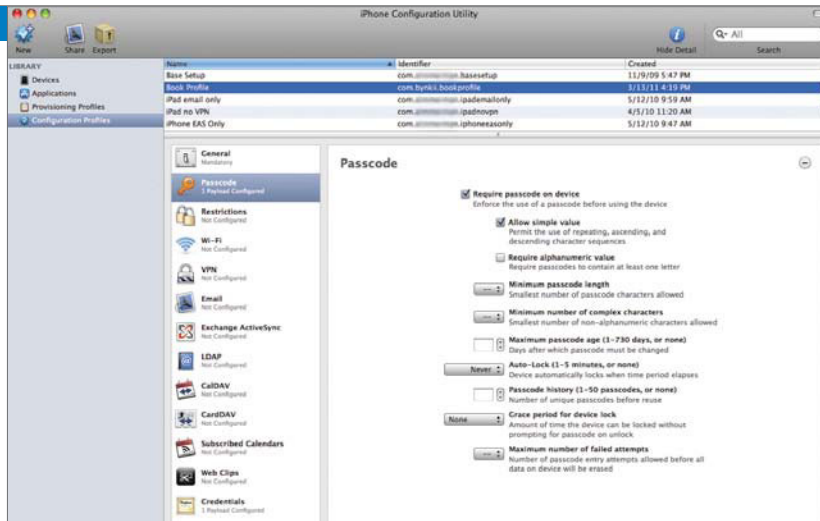 iPhone Configuration Utility
New Share Export
Hide Detail
All
Search
LIBRARY
Devices
Applications
Provisioning Profiles
Configuration Profiles
Name Identifier Created
Base Setup com. .basesetup 11/9/09 5:47 PM
Book Profile com.bynkii.bookprofile 3/13/11 4:19 PM
iPad email only com. .ipademailonly 5/12/10 9:59 AM
iPad no VPN com. .ipadnovpn 4/5/10 11:20 AM
iPhone EAS Only com. .iphoneeasonly 5/12/10 9:47 AM
General
Mandatory
Passcode
1 Payload Configured
Restrictions
Not Configured
Wi-Fi
Not Configured
VPN
Not Configured
Email
Not Configured
Exchange ActiveSync
Not Configured
LDAP
Not Configured
CalDAV
Not Configured
CardDAV
Not Configured
Subscribed Calendars
Not Configured
Web Clips
Not Configured
Credentials
1 Payload Configured
Passcode
Require passcode on device
Enforce the use of a passcode before using the device
Allow simple value
Permit the use of repeating, ascending, and
descending character sequences
Require alphanumeric value
Require passcodes to contain at least one letter
-- Minimum passcode length
Smallest number of passcode characters allowed
-- Minimum number of complex characters
Smallest number of non-alphanumeric characters allowed
Maximum passcode age (1-730 days, or none)
Days after which passcode must be changed
Never Auto-Lock (1-5 minutes, or none)
Device automatically locks when time period elapses
Passcode history (1-50 passcodes, or none)
Number of unique passcodes before reuse
None Grace period for device lock
Amount of time the device can be locked without
prompting for passcode on unlock
-- Maximum number of failed attempts
Number of passcode entry attempts allowed before all
data on device will be erased